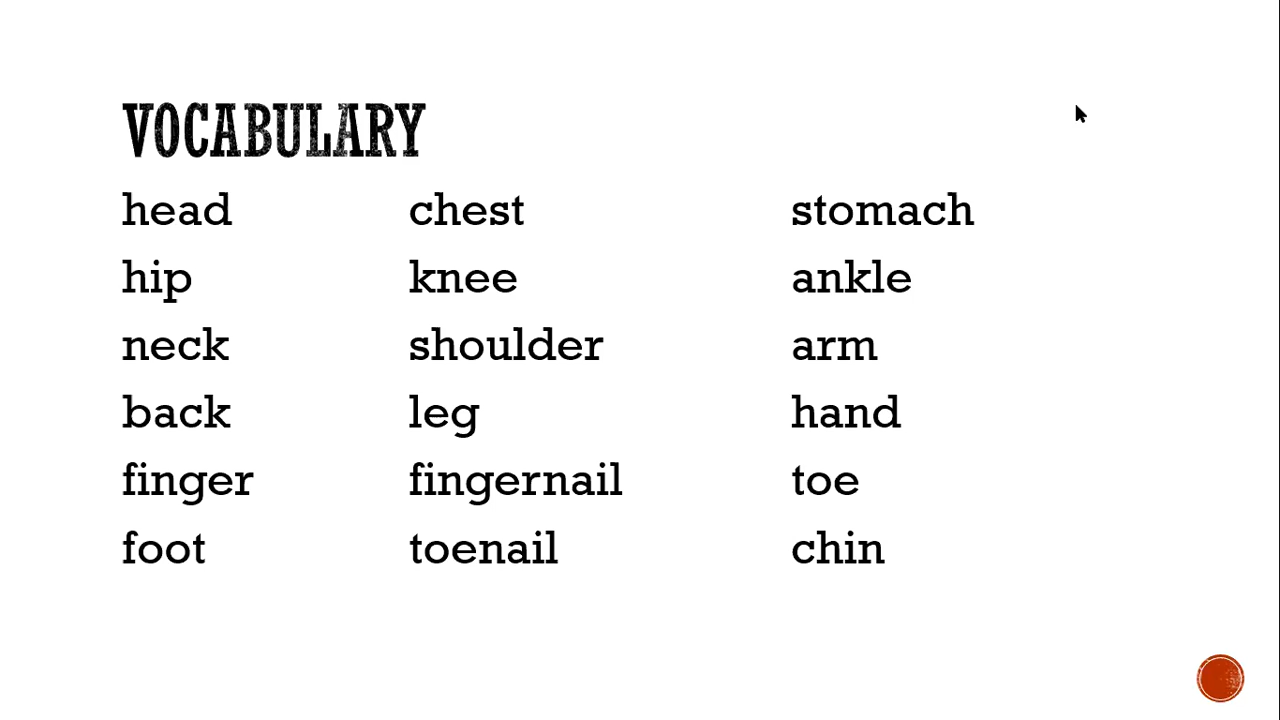 VOCABULARY
head chest stomach
hip knee ankle
neck shoulder arm
back leg hand
finger fingernail toe
foot toenail chin